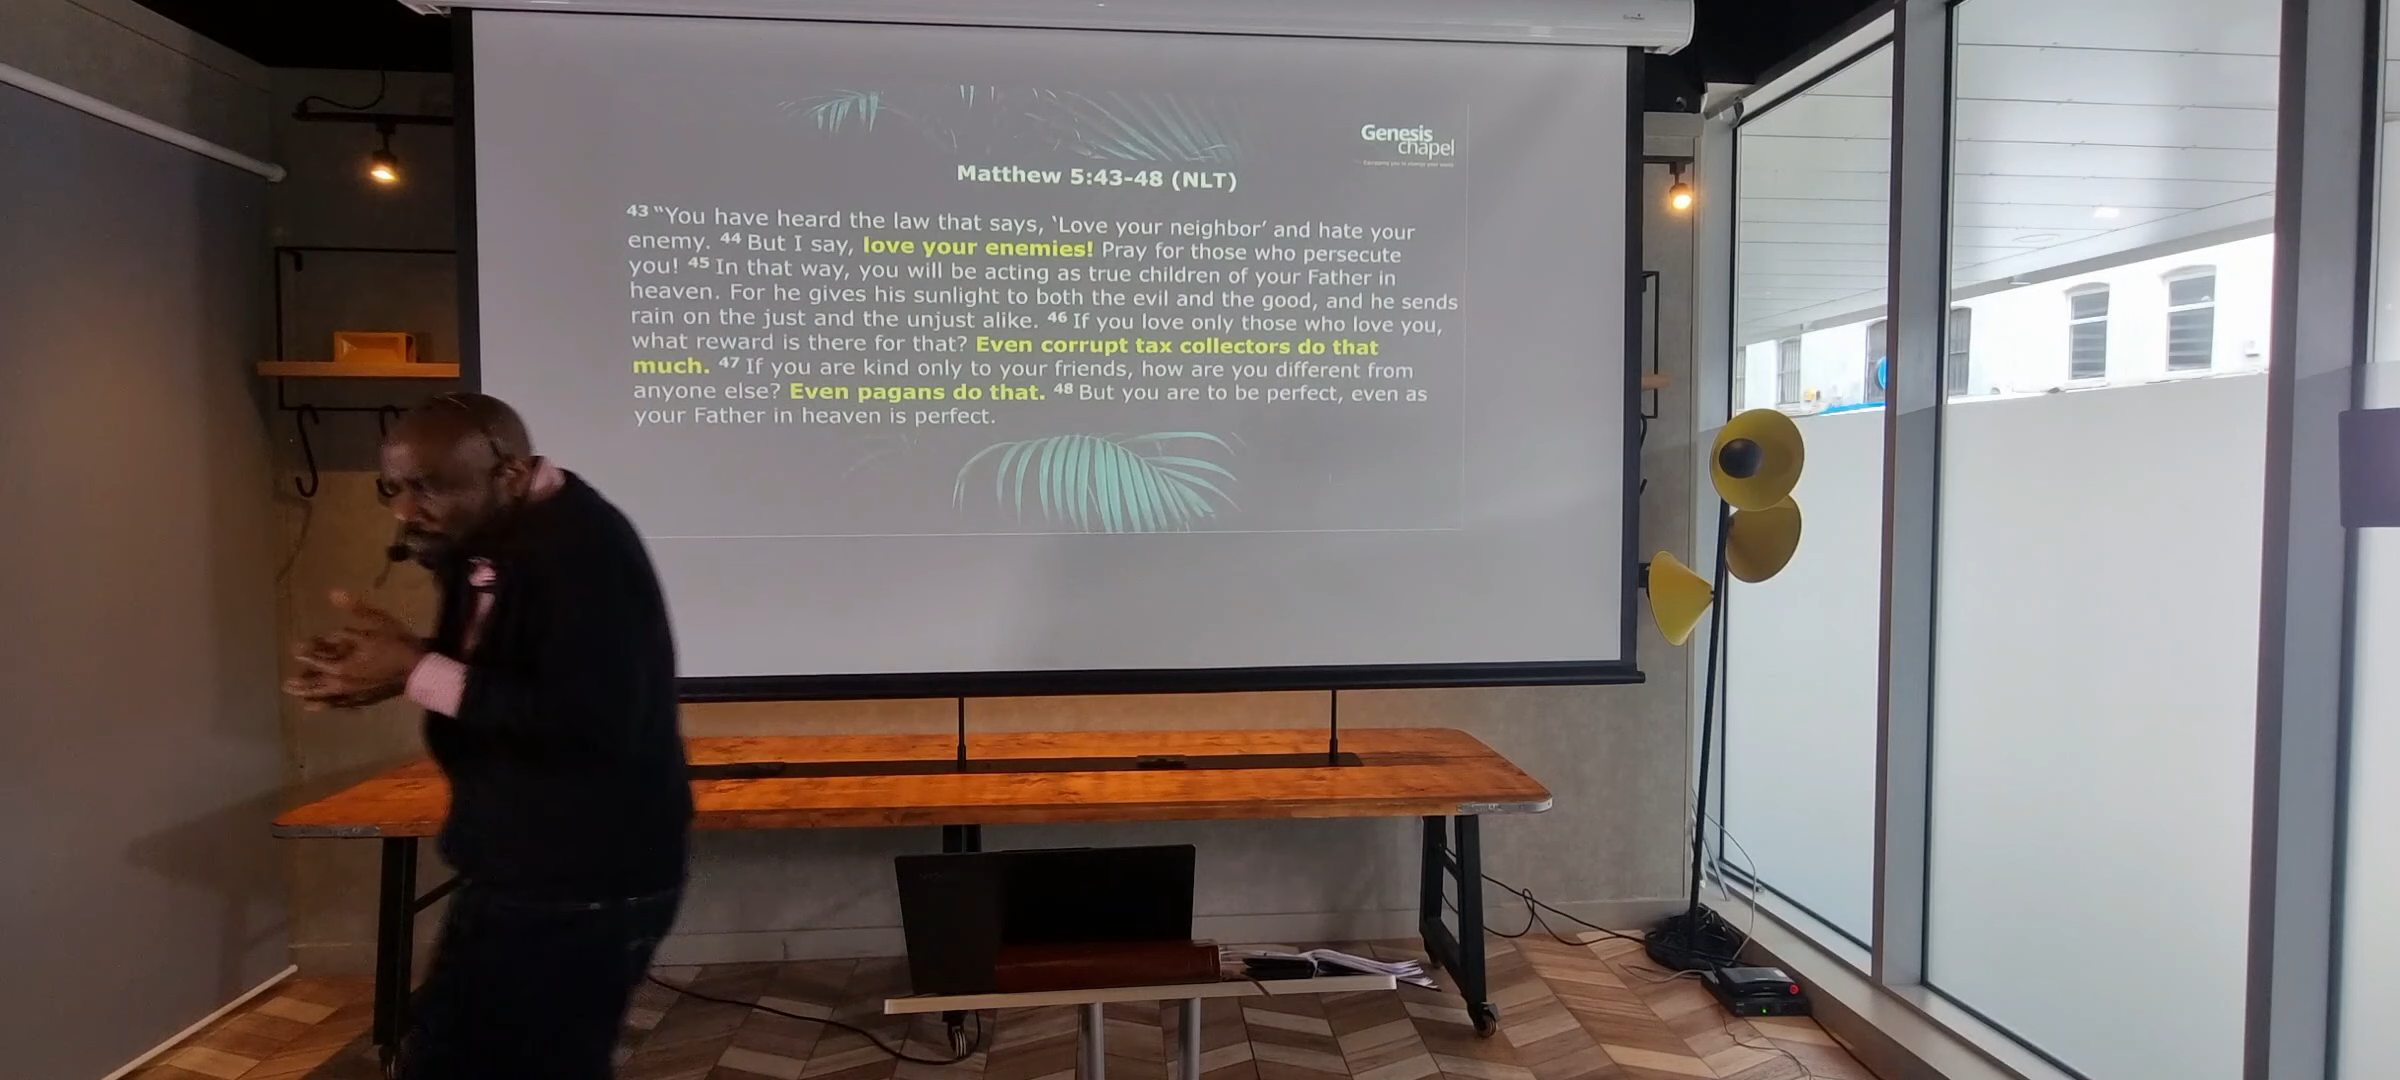 Genesis
chapel
Matthew 5:43-48 (NLT)
43 "You have heard the law that says, 'Love your neighbor' and hate your
enemy. 44 But I say, love your enemies! Pray for those who persecute
you! 45 In that way, you will be acting as true children of your Father in
heaven. For he gives his sunlight to both the evil and the good, and he sends
rain on the just and the unjust alike. 46 If you love only those who love you,
what reward is there for that? Even corrupt tax collectors do that
much. 47 If you are kind only to your friends, how are you different from
anyone else? Even pagans do that. 48 But you are to be perfect, even as
your Father in heaven is perfect.